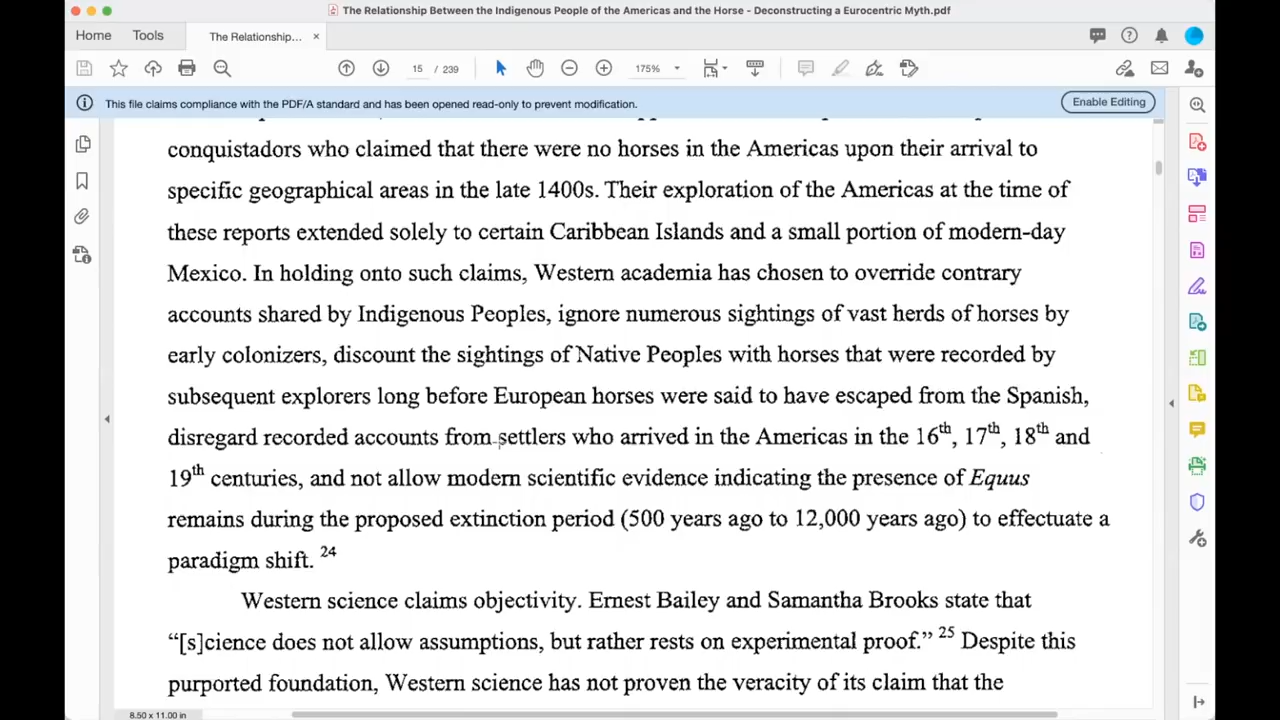 The Relationship Between the Indigenous People of the Americas and the Horse - Deconstructing a Eurocentric Myth.pdf
Home
Tools
The Relationship...
×
15 / 239
175%
This file claims compliance with the PDF/A standard and has been opened read-only to prevent modification.
Enable Editing
conquistadors who claimed that there were no horses in the Americas upon their arrival to
specific geographical areas in the late 1400s. Their exploration of the Americas at the time of
these reports extended solely to certain Caribbean Islands and a small portion of modern-day
Mexico. In holding onto such claims, Western academia has chosen to override contrary
accounts shared by Indigenous Peoples, ignore numerous sightings of vast herds of horses by
early colonizers, discount the sightings of Native Peoples with horses that were recorded by
subsequent explorers long before European horses were said to have escaped from the Spanish,
disregard recorded accounts from settlers who arrived in the Americas in the 16th, 17th, 18th and
19th centuries, and not allow modern scientific evidence indicating the presence of Equus
remains during the proposed extinction period (500 years ago to 12,000 years ago) to effectuate a
paradigm shift. 24
Western science claims objectivity. Ernest Bailey and Samantha Brooks state that
“[s]cience does not allow assumptions, but rather rests on experimental proof.” 25 Despite this
purported foundation, Western science has not proven the veracity of its claim that the
8.50 x 11.00 in